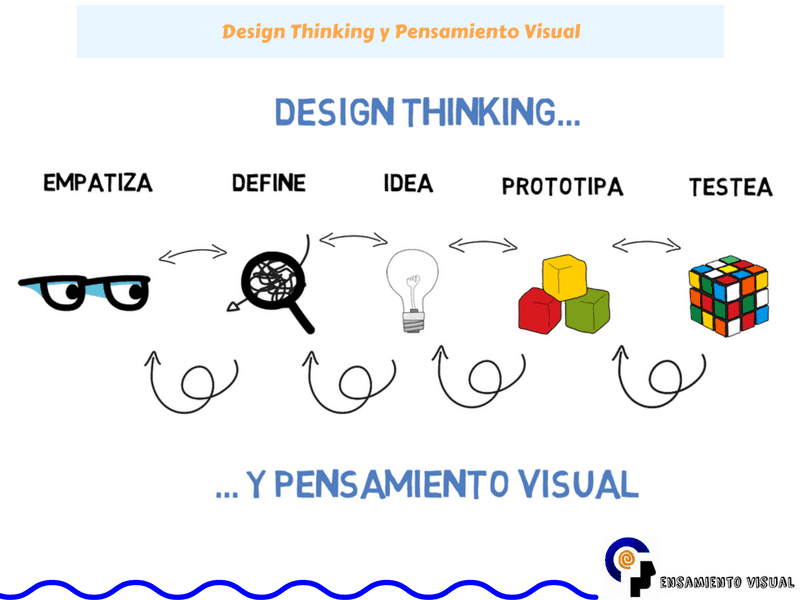 Design Thinking y Pensamiento Visual
DESIGN THINKING...
EMPATIZA DEFINE IDEA PROTOTIPA TESTEA
... Y PENSAMIENTO VISUAL
PENSAMIENTO VISUAL